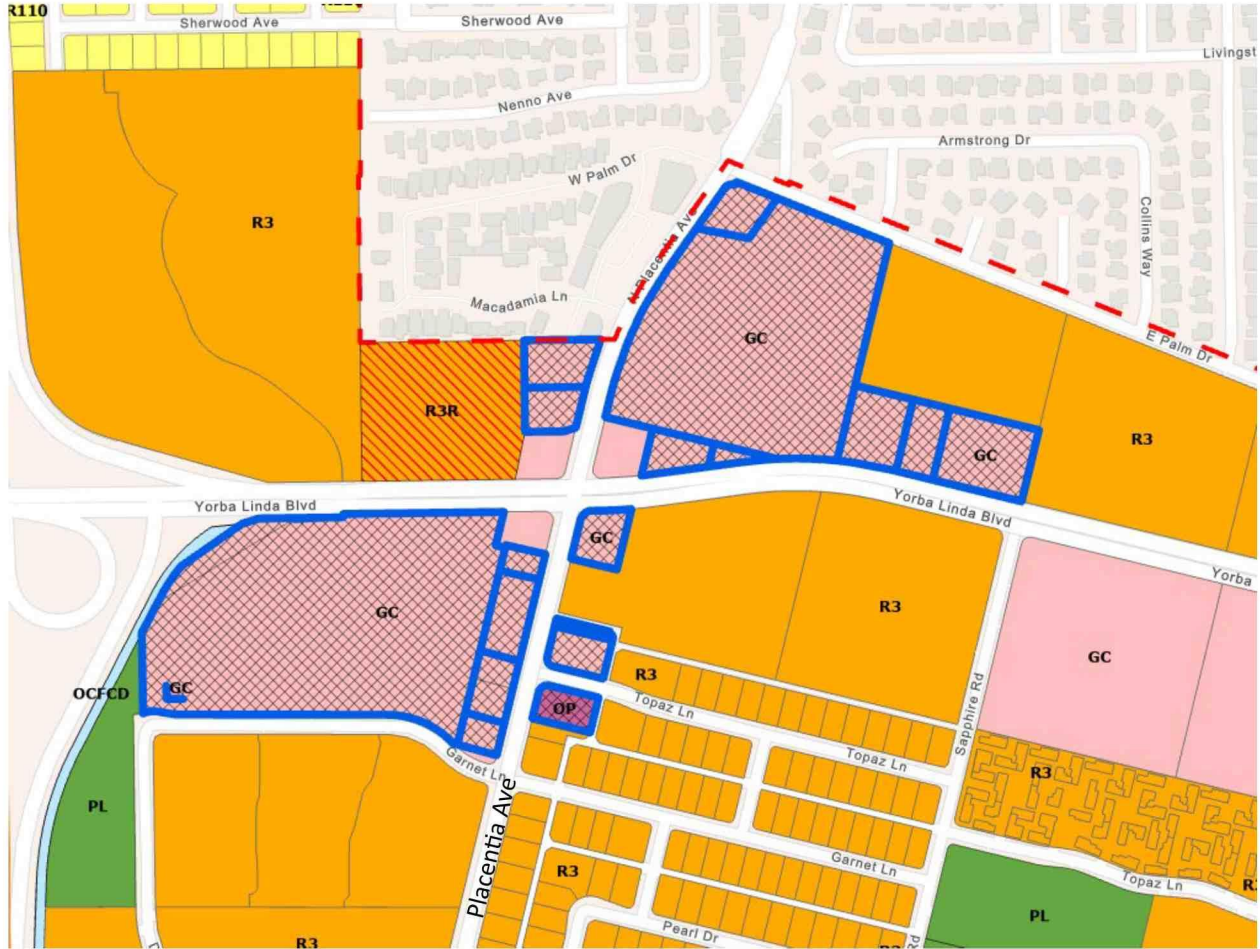 R110
Sherwood Ave
Sherwood Ave
Livingst
Nenno Ave
Armstrong Dr
W Palm Dr
Collins Way
R3
N Placentia Ave
Macadamia Ln
GC
E Palm Dr
R3R
R3
GC
Yorba Linda Blvd
Yorba Linda Blvd
GC
Yorba
R3
GC
GC
R3
OCFCD
GC
Topaz Ln
OP
Sapphire Rd
Topaz Ln
Garnet Ln
R3
PL
Placentia Ave
Garnet Ln
R3
Topaz Ln
PL
Pearl Dr
R3
Rd